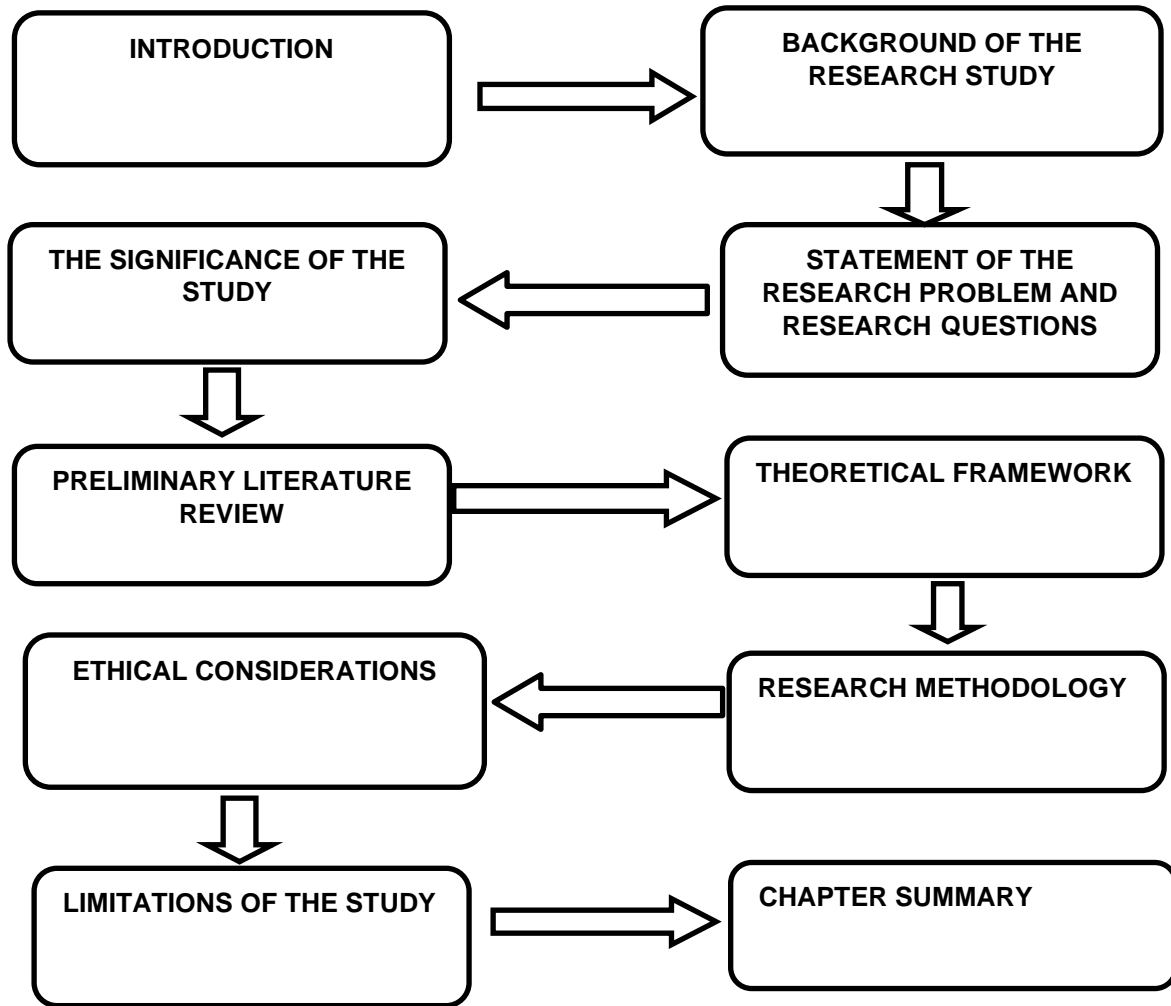 INTRODUCTION
BACKGROUND OF THE
RESEARCH STUDY
STATEMENT OF THE
RESEARCH PROBLEM AND
RESEARCH QUESTIONS
THE SIGNIFICANCE OF THE
STUDY
PRELIMINARY LITERATURE
REVIEW
THEORETICAL FRAMEWORK
RESEARCH METHODOLOGY
ETHICAL CONSIDERATIONS
LIMITATIONS OF THE STUDY
CHAPTER SUMMARY